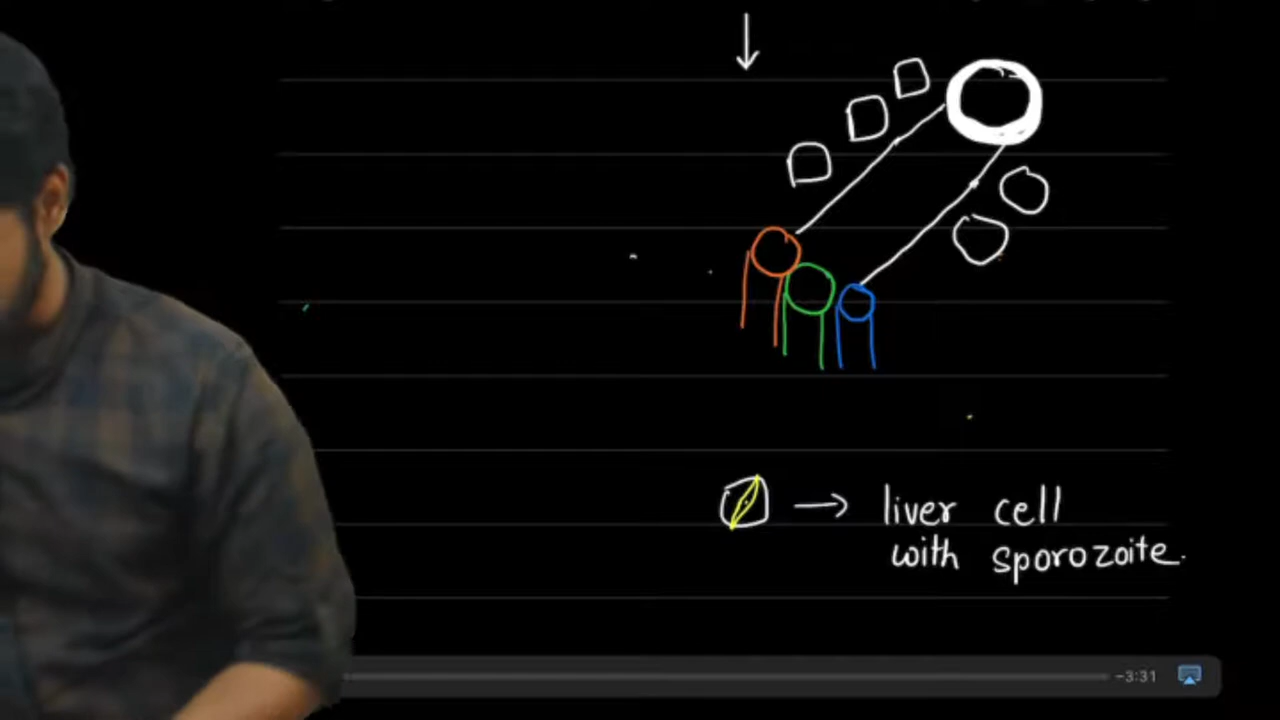 → liver cell
with sporozoite.
-3:31